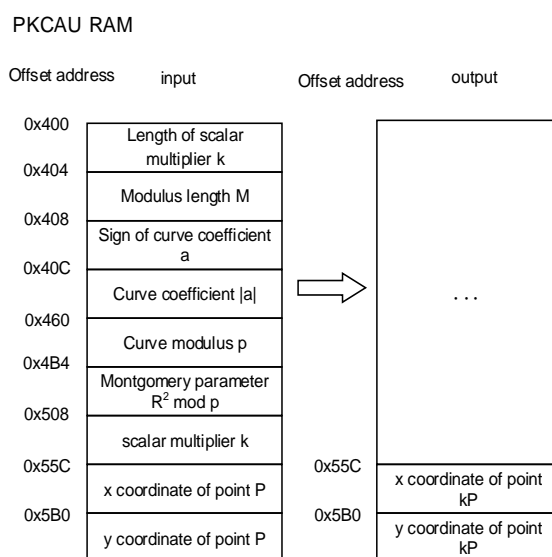 PKCAU RAM
Offset address input Offset address output
0x400
Length of scalar
multiplier k
0x404
Modulus length M
0x408
Sign of curve coefficient
a
0x40C
Curve coefficient |a|
...
0x460
Curve modulus p
0x4B4
Montgomery parameter
R² mod p
0x508
scalar multiplier k
0x55C 0x55C
x coordinate of point P
x coordinate of point
kP
0x5B0 0x5B0
y coordinate of point P
y coordinate of point
kP